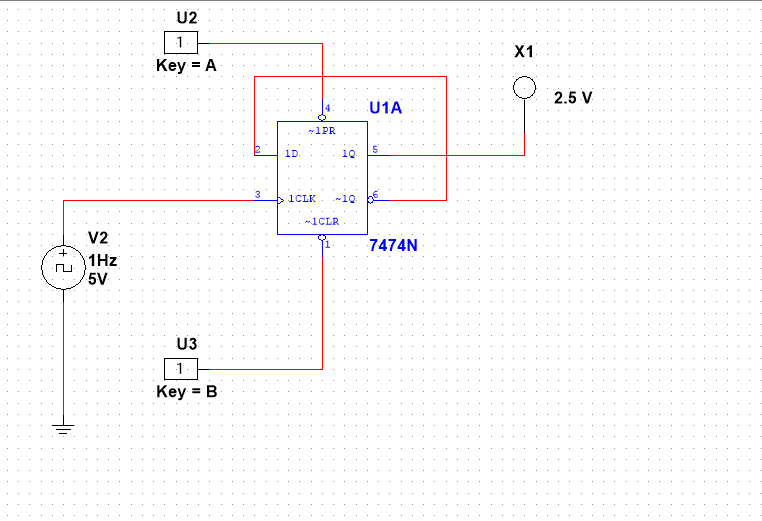 U2
1
Key = A
X1
2.5 V
4
U1A
~1PR
2
1D
1Q
5
3
1CLK
~1Q
6
~1CLR
1
7474N
V2
1Hz
5V
U3
1
Key = B